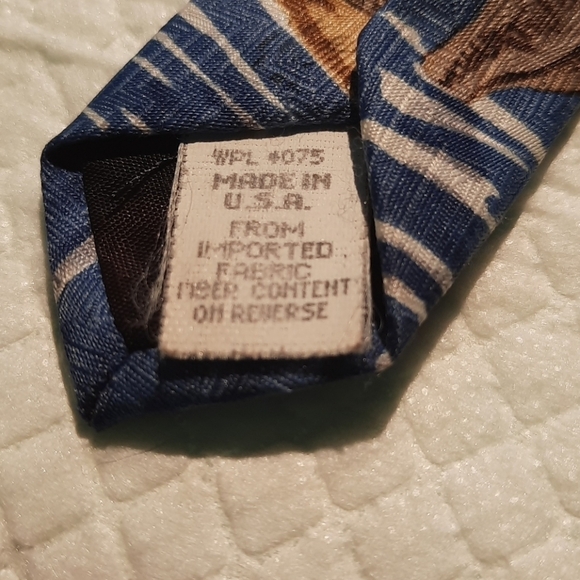 WPL #075
MADE IN
U.S.A.
FROM
IMPORTED
FABRIC
FIBER CONTENT
ON REVERSE